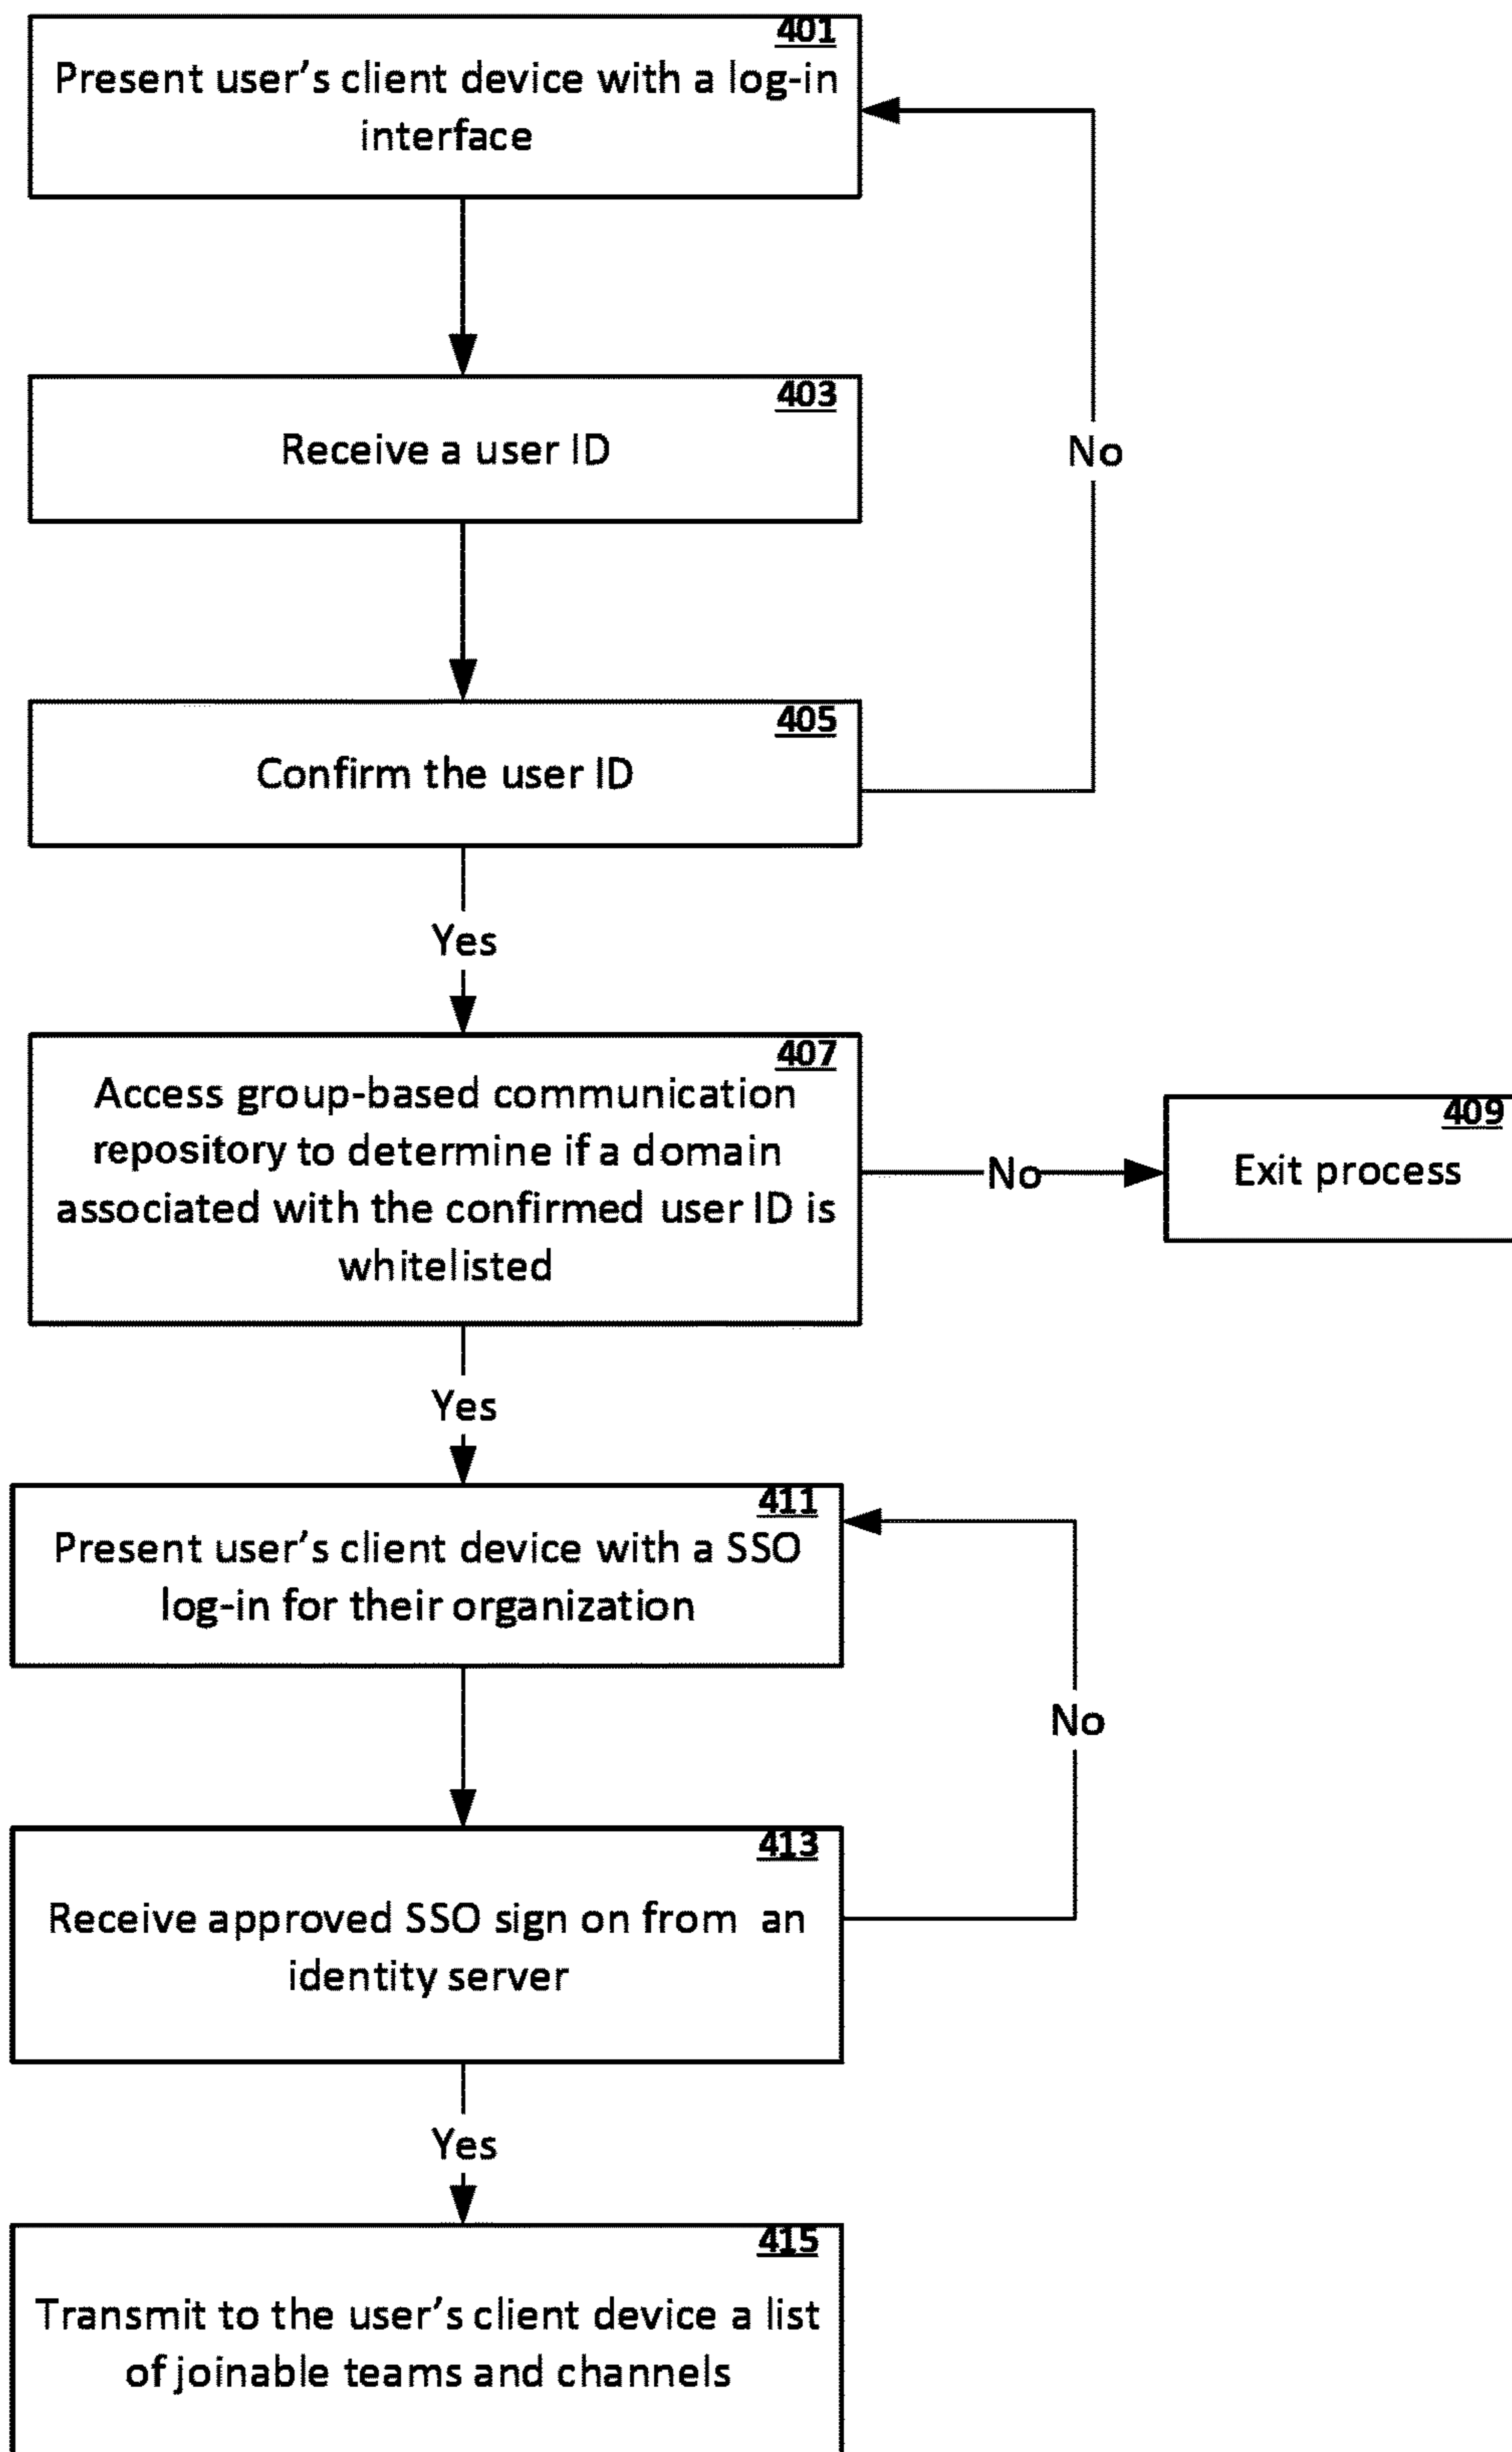 401
Present user's client device with a log-in
interface
403
Receive a user ID
No
405
Confirm the user ID
Yes
407
Access group-based communication
repository to determine if a domain
associated with the confirmed user ID is
whitelisted
No
409
Exit process
Yes
411
Present user's client device with a SSO
log-in for their organization
No
413
Receive approved SSO sign on from  an
identity server
Yes
415
Transmit to the user's client device a list
of joinable teams and channels